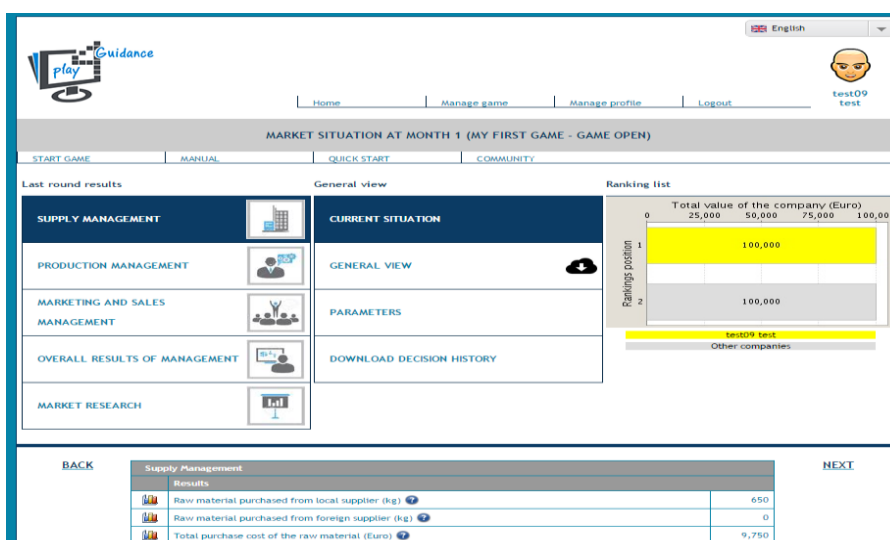 English
Guidance
play
test09
test
Home
Manage game
Manage profile
Logout
MARKET SITUATION AT MONTH 1 (MY FIRST GAME - GAME OPEN)
START GAME
MANUAL
QUICK START
COMMUNITY
Last round results
General view
Ranking list
SUPPLY MANAGEMENT
PRODUCTION MANAGEMENT
MARKETING AND SALES
MANAGEMENT
OVERALL RESULTS OF MANAGEMENT
MARKET RESEARCH
CURRENT SITUATION
GENERAL VIEW
PARAMETERS
DOWNLOAD DECISION HISTORY
Total value of the company (Euro)
0 25,000 50,000 75,000 100,00
Rankings position
1 100,000
2 100,000
test09 test
Other companies
BACK
NEXT
Supply Management
Results
Raw material purchased from local supplier (kg) ? 650
Raw material purchased from foreign supplier (kg) ? 0
Total purchase cost of the raw material (Euro) ? 9,750